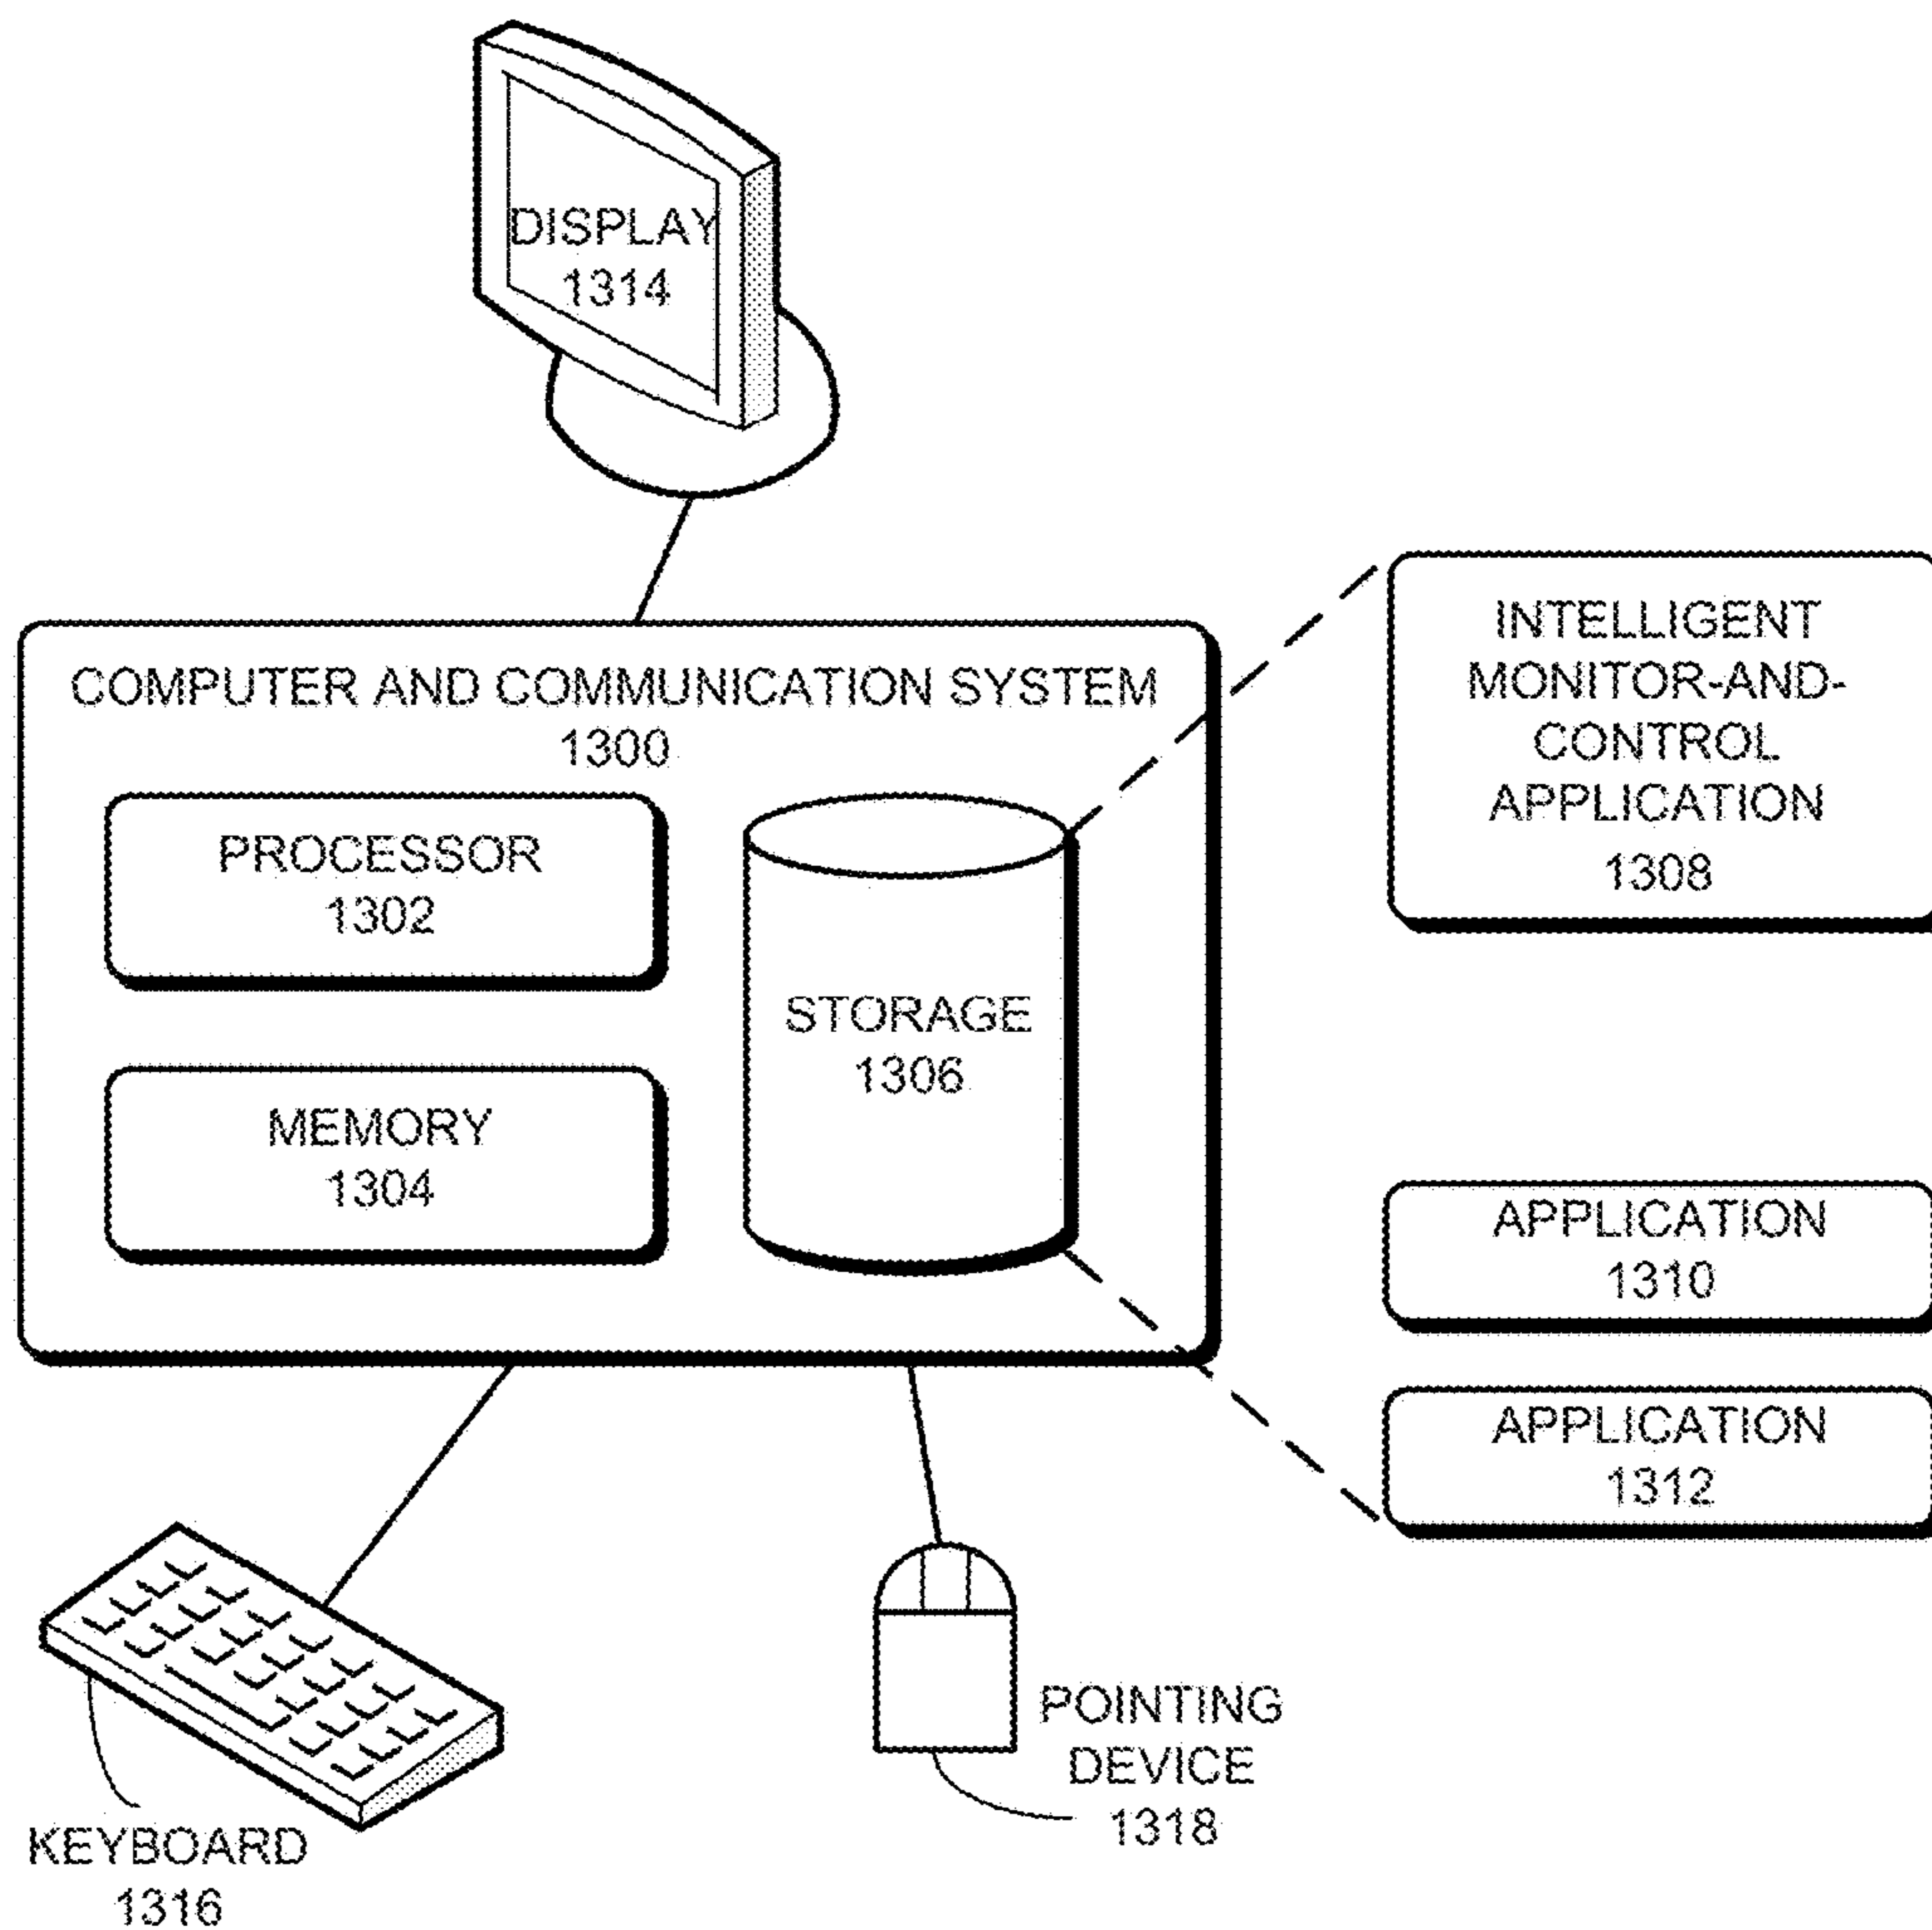 DISPLAY
1314
COMPUTER AND COMMUNICATION SYSTEM
1300
PROCESSOR
1302
MEMORY
1304
STORAGE
1306
INTELLIGENT
MONITOR-AND-
CONTROL
APPLICATION
1308
APPLICATION
1310
APPLICATION
1312
KEYBOARD
1316
POINTING
DEVICE
1318